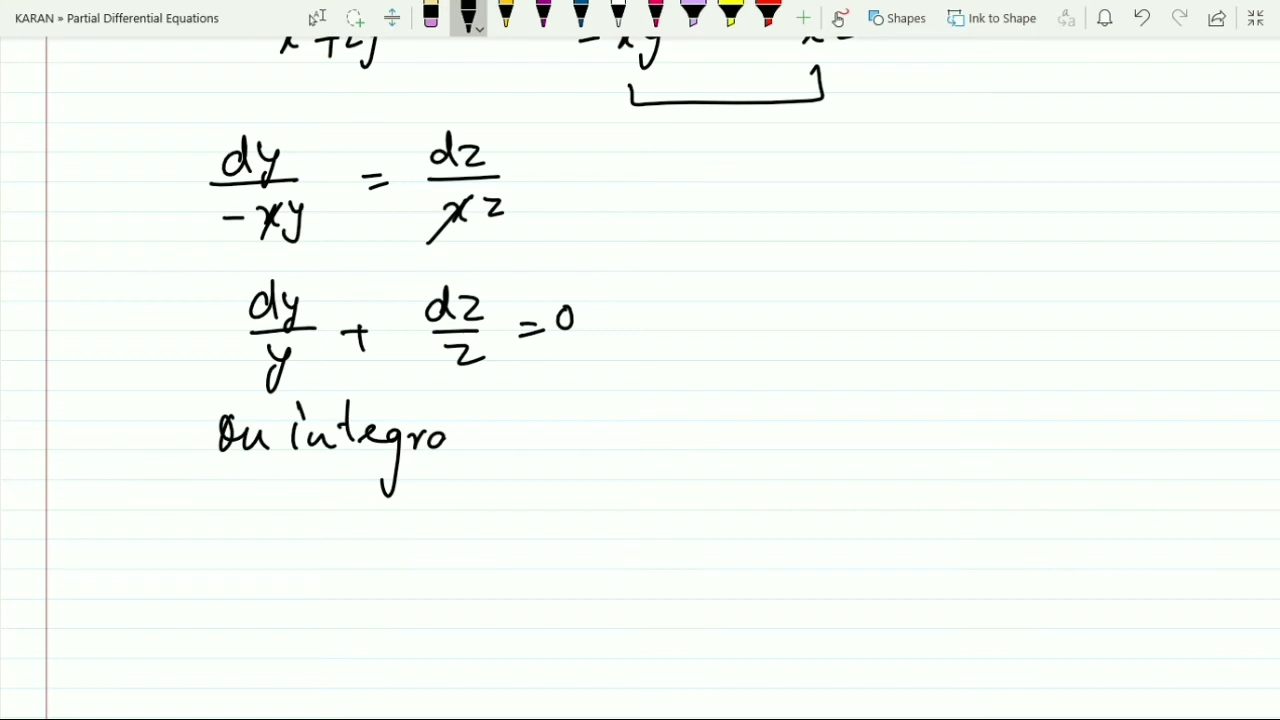 KARAN » Partial Differential Equations Shapes Ink to Shape
dy/-xy = dz/xz
dy/y + dz/z = 0
On integra